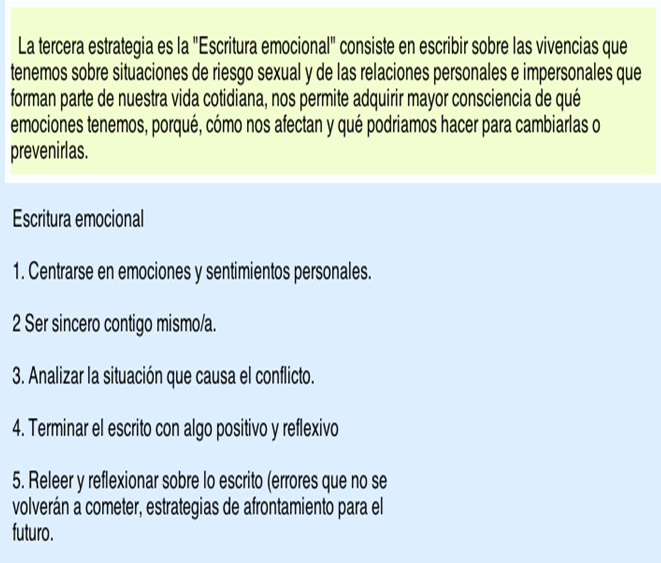 La tercera estrategia es la "Escritura emocional" consiste en escribir sobre las vivencias que
tenemos sobre situaciones de riesgo sexual y de las relaciones personales e impersonales que
forman parte de nuestra vida cotidiana, nos permite adquirir mayor consciencia de qué
emociones tenemos, porqué, cómo nos afectan y qué podriamos hacer para cambiarlas o
prevenirlas.
Escritura emocional
1. Centrarse en emociones y sentimientos personales.
2 Ser sincero contigo mismo/a.
3. Analizar la situación que causa el conflicto.
4. Terminar el escrito con algo positivo y reflexivo
5. Releer y reflexionar sobre lo escrito (errores que no se
volverán a cometer, estrategias de afrontamiento para el
futuro.